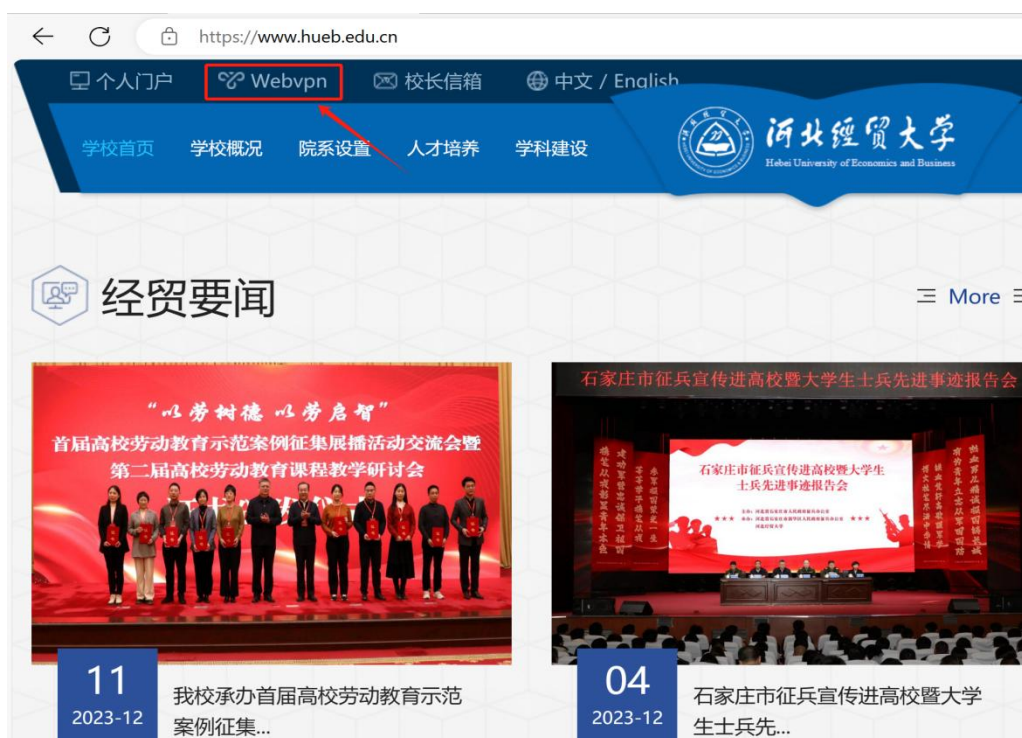 https://www.hueb.edu.cn
个人门户 Webvpn 校长信箱 中文 / English
学校首页 学校概况 院系设置 人才培养 学科建设
河北经贸大学
Hebei University of Economics and Business
经贸要闻
More
“以劳树德 以劳启智”
首届高校劳动教育示范案例征集展播活动交流会暨
第二届高校劳动教育课程教学研讨会
石家庄市征兵宣传进高校暨大学生士兵先进事迹报告会
石家庄市征兵宣传进高校暨大学生
士兵先进事迹报告会
11
2023-12
我校承办首届高校劳动教育示范
案例征集...
04
2023-12
石家庄市征兵宣传进高校暨大学
生士兵先...